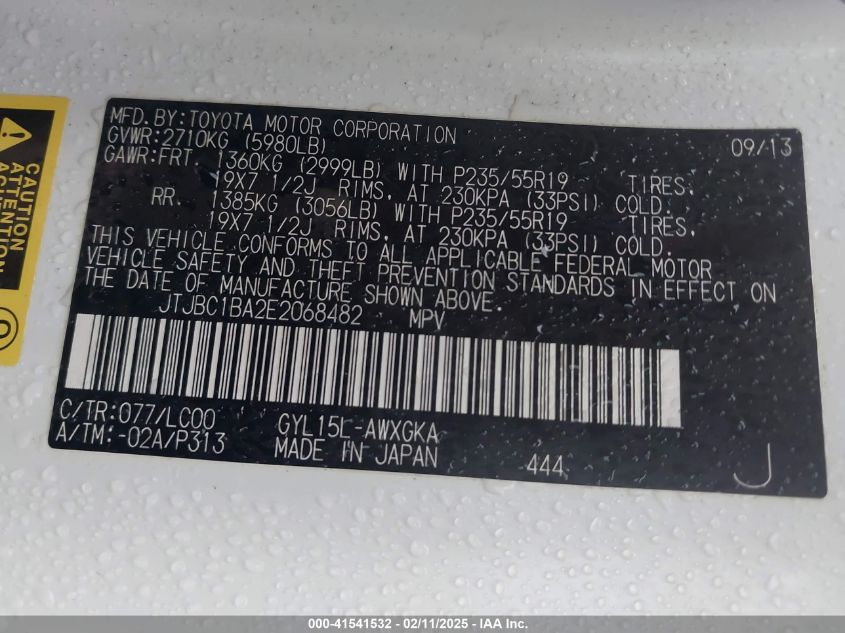 MFD.BY:TOYOTA MOTOR CORPORATION 09/13
GVWR:2710KG (5980LB)
GAWR:FRT 1360KG (2999LB) WITH P235/55R19 TIRES,
19X7 1/2J RIMS, AT 230KPA (33PSI) COLD.
RR. 1385KG (3056LB) WITH P235/55R19 TIRES,
19X7 1/2J RIMS, AT 230KPA (33PSI) COLD.
THIS VEHICLE CONFORMS TO ALL APPLICABLE FEDERAL MOTOR
VEHICLE SAFETY AND THEFT PREVENTION STANDARDS IN EFFECT ON
THE DATE OF MANUFACTURE SHOWN ABOVE.
JTJBC1BA2E2068482 MPV
C/TR:077/LC00 GYL15L-AWXGKA
A/TM:-02A/P313 MADE IN JAPAN 444 J
CAUTION
ATTENTION
000-41541532 - 02/11/2025 - IAA Inc.